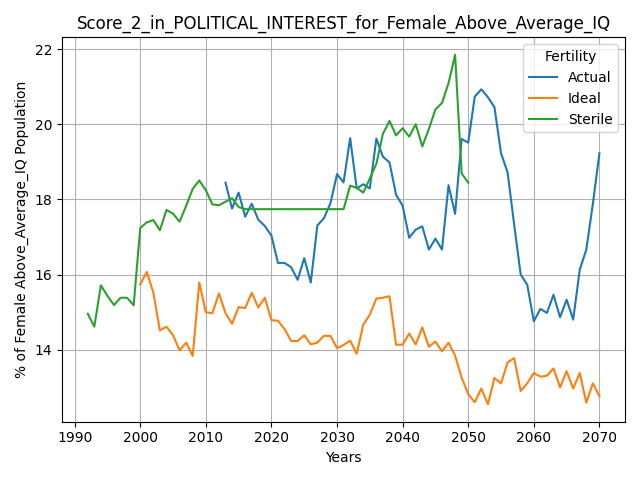 Score_2_in_POLITICAL_INTEREST_for_Female_Above_Average_IQ
% of Female Above_Average_IQ Population
22
20
18
16
14
Fertility
Actual
Ideal
Sterile
1990 2000 2010 2020 2030 2040 2050 2060 2070
Years